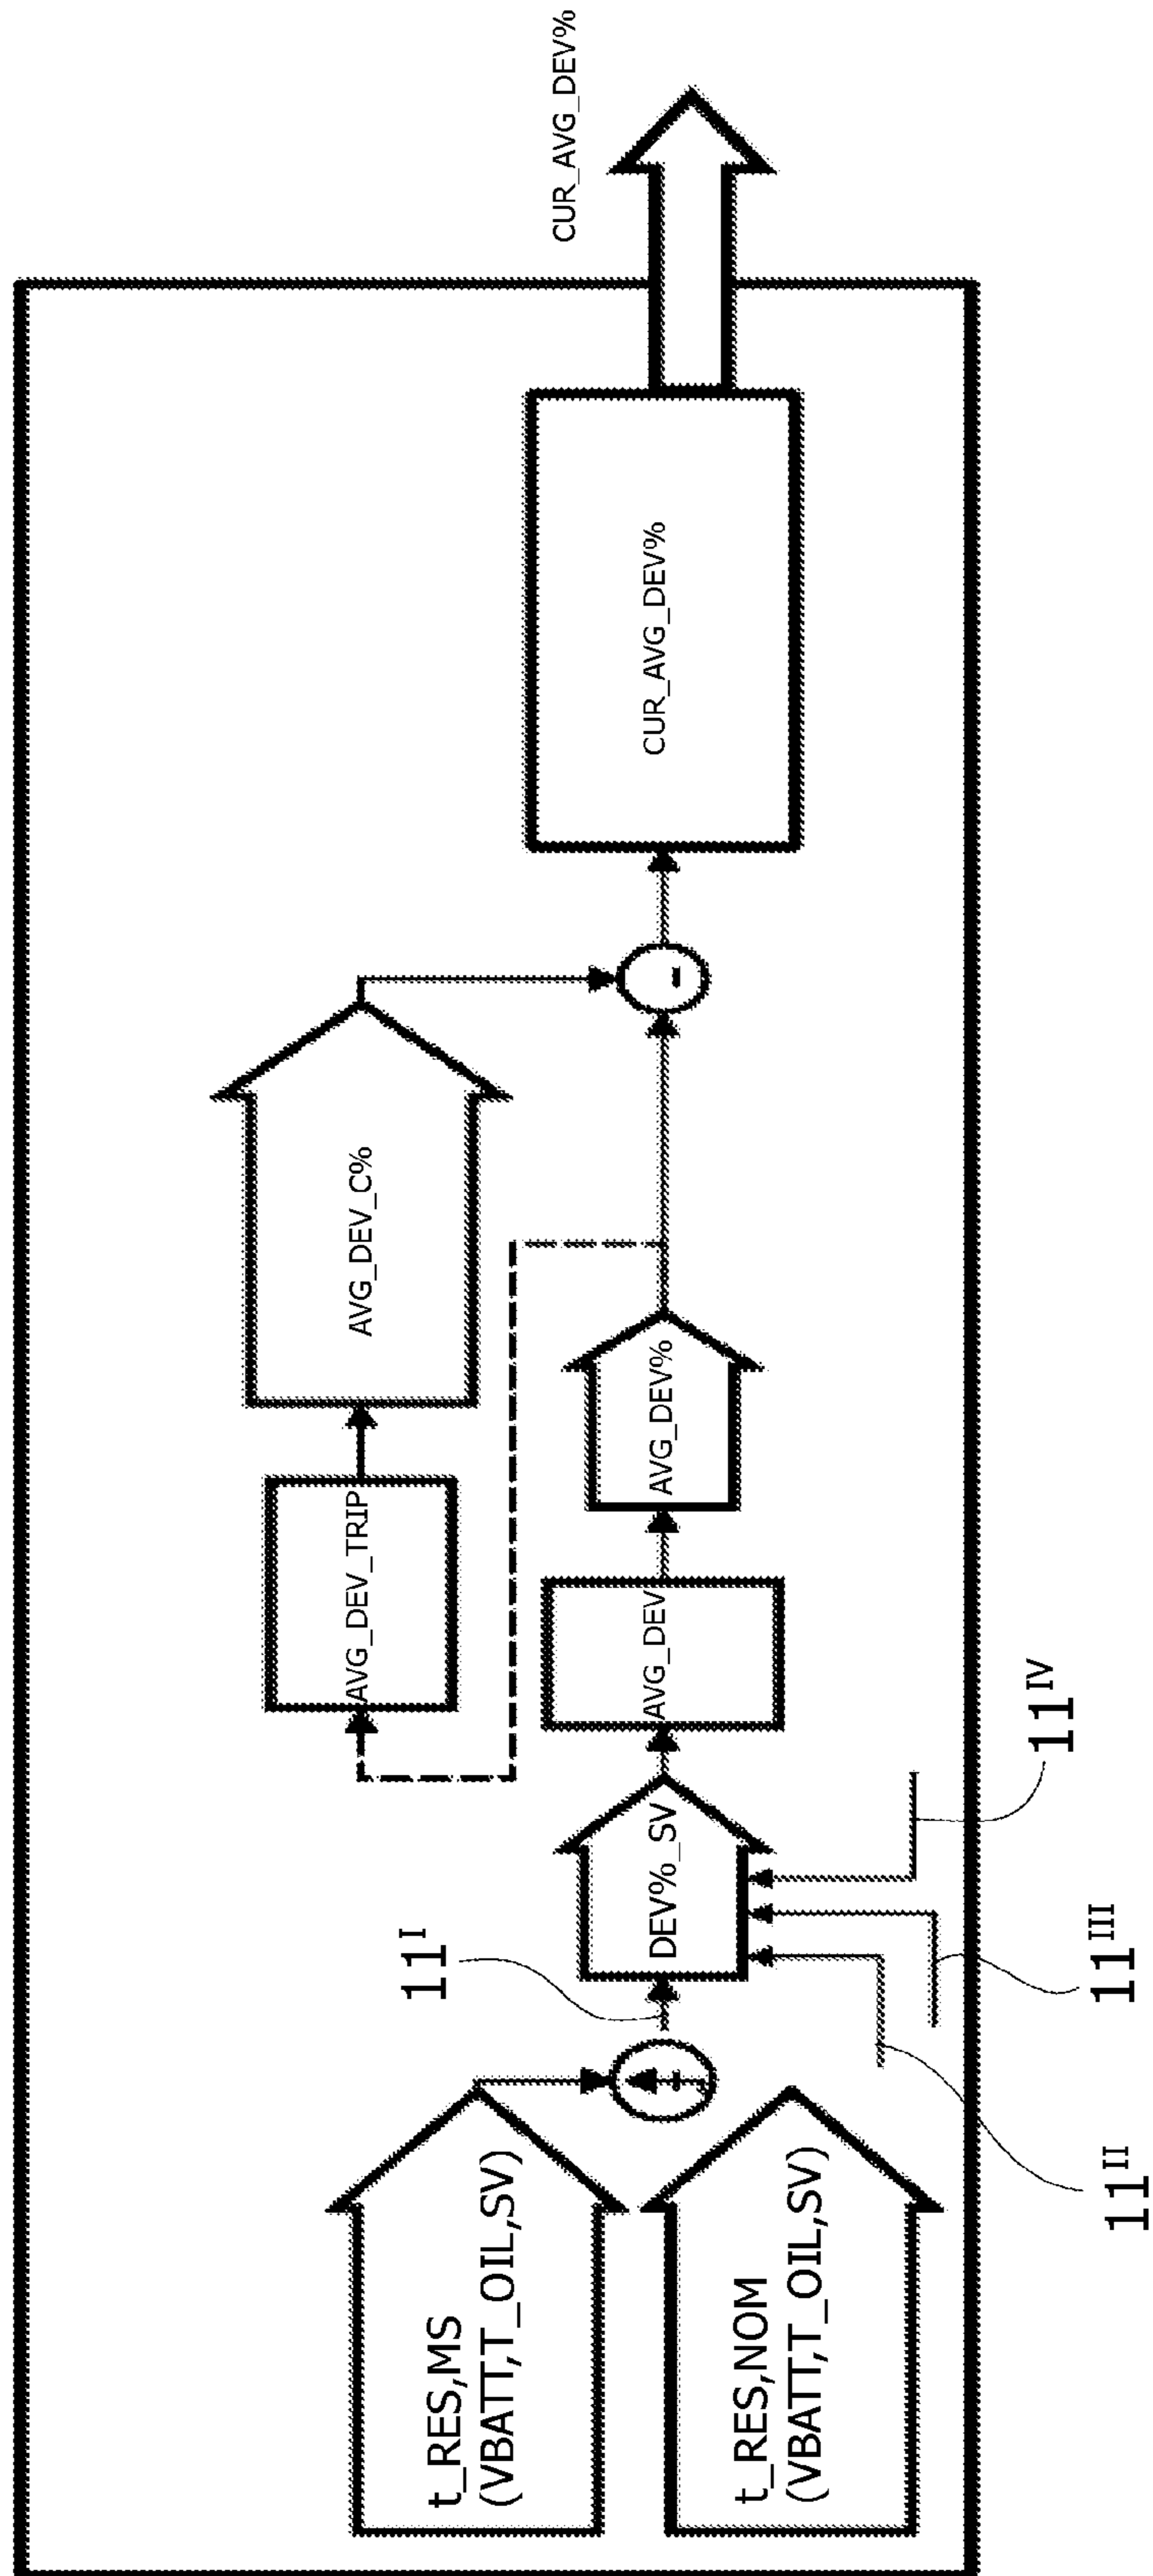 t_RES,MS
(VBATT,T_OIL,SV)
t_RES,NOM
(VBATT,T_OIL,SV)
11^I
DEV%_SV
11^II
11^III
11^IV
AVG_DEV
AVG_DEV%
AVG_DEV_TRIP
AVG_DEV_C%
-
-
CUR_AVG_DEV%
CUR_AVG_DEV%